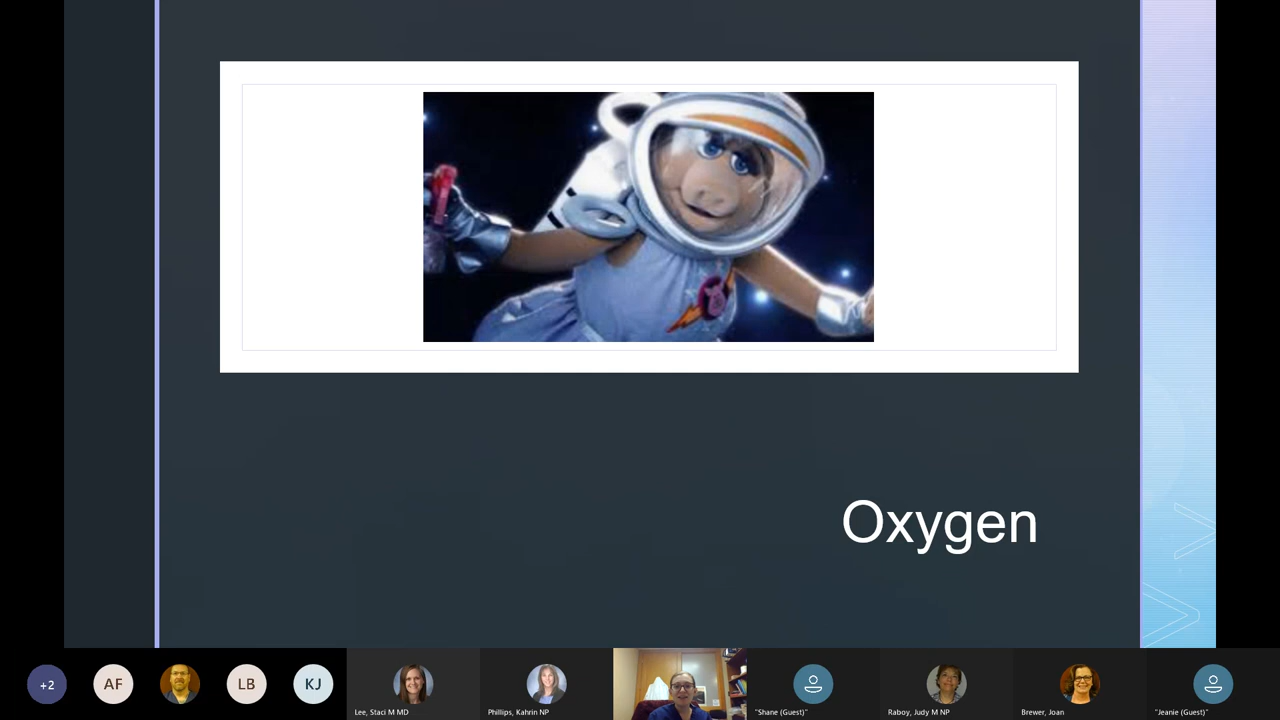 Oxygen
+2
AF
LB
KJ
Lee, Staci M MD
Phillips, Kahrin NP
"Shane (Guest)"
Raboy, Judy M NP
Brewer, Joan
"Jeanie (Guest)"